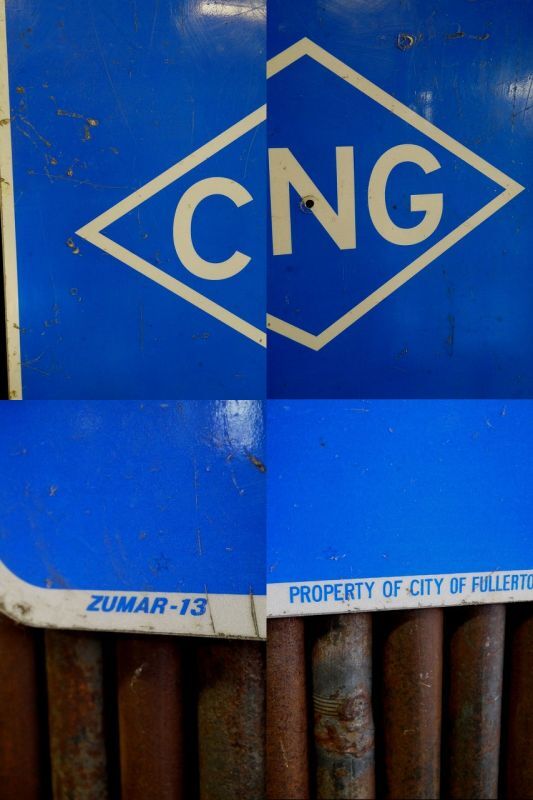 CNG
ZUMAR-13
PROPERTY OF CITY OF FULLERTO